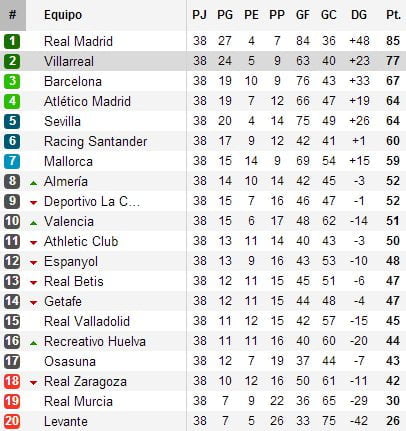 # Equipo PJ PG PE PP GF GC DG Pt.
1 Real Madrid 38 27 4 7 84 36 +48 85
2 Villarreal 38 24 5 9 63 40 +23 77
3 Barcelona 38 19 10 9 76 43 +33 67
4 Atlético Madrid 38 19 7 12 66 47 +19 64
5 Sevilla 38 20 4 14 75 49 +26 64
6 Racing Santander 38 17 9 12 42 41 +1 60
7 Mallorca 38 15 14 9 69 54 +15 59
8 Almería 38 14 10 14 42 45 -3 52
9 Deportivo La C... 38 15 7 16 46 47 -1 52
10 Valencia 38 15 6 17 48 62 -14 51
11 Athletic Club 38 13 11 14 40 43 -3 50
12 Espanyol 38 13 9 16 43 53 -10 48
13 Real Betis 38 12 11 15 45 51 -6 47
14 Getafe 38 12 11 15 44 48 -4 47
15 Real Valladolid 38 11 12 15 42 57 -15 45
16 Recreativo Huelva 38 11 11 16 40 60 -20 44
17 Osasuna 38 12 7 19 37 44 -7 43
18 Real Zaragoza 38 10 12 16 50 61 -11 42
19 Real Murcia 38 7 9 22 36 65 -29 30
20 Levante 38 7 5 26 33 75 -42 26